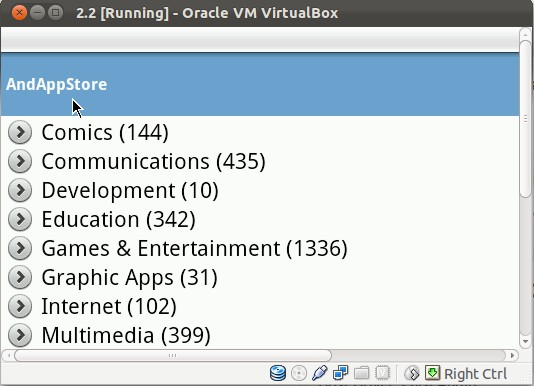 2.2 [Running] - Oracle VM VirtualBox
AndAppStore
Comics (144)
Communications (435)
Development (10)
Education (342)
Games & Entertainment (1336)
Graphic Apps (31)
Internet (102)
Multimedia (399)
Right Ctrl